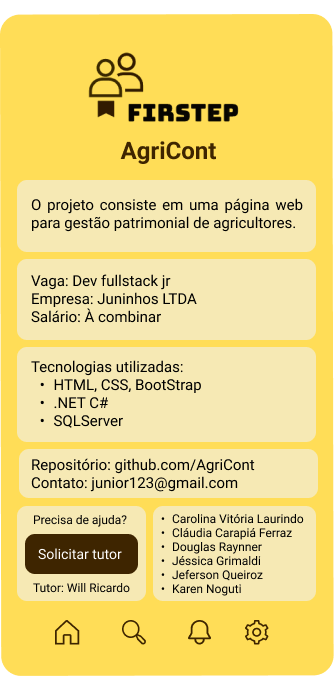 FIRSTEP
AgriCont
O projeto consiste em uma página web
para gestão patrimonial de agricultores.
Vaga: Dev fullstack jr
Empresa: Juninhos LTDA
Salário: À combinar
Tecnologias utilizadas:
• HTML, CSS, BootStrap
• .NET C#
• SQLServer
Repositório: github.com/AgriCont
Contato: junior123@gmail.com
Precisa de ajuda?
Solicitar tutor
Tutor: Will Ricardo
• Carolina Vitória Laurindo
• Cláudia Carapiá Ferraz
• Douglas Raynner
• Jéssica Grimaldi
• Jeferson Queiroz
• Karen Noguti